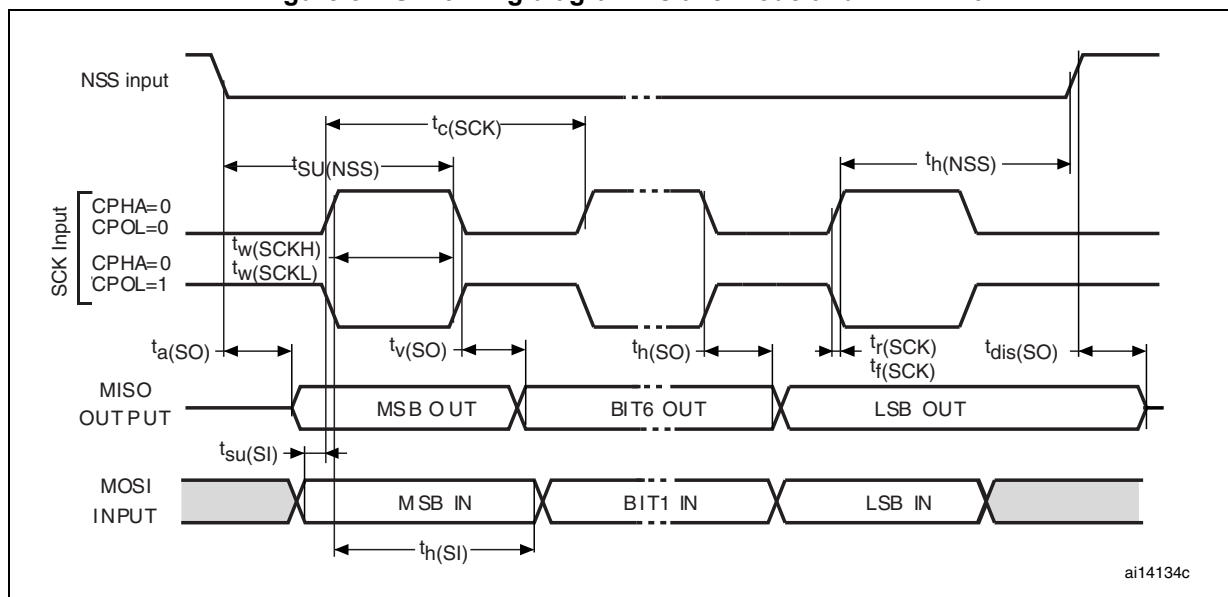 NSS input
tc(SCK)
tSU(NSS)
th(NSS)
SCK Input
CPHA=0
CPOL=0
tw(SCKH)
tw(SCKL)
CPHA=0
CPOL=1
ta(SO)
tv(SO)
th(SO)
tr(SCK)
tf(SCK)
tdis(SO)
MISO
OUTPUT
MSB OUT
BIT6 OUT
LSB OUT
tsu(SI)
MOSI
INPUT
MSB IN
BIT1 IN
LSB IN
th(SI)
ai14134c